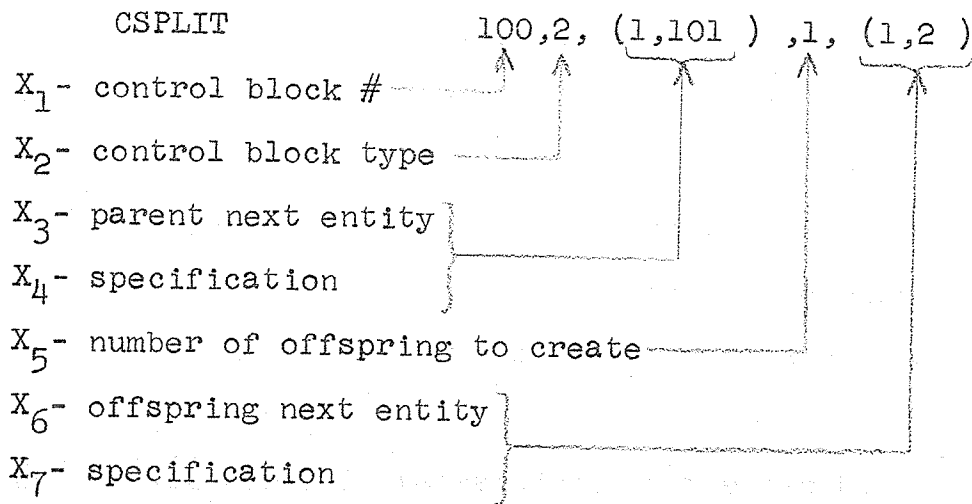 CSPLIT 100,2, (1,101 ) ,1, (1,2 )
X1- control block #
X2- control block type
X3- parent next entity
X4- specification
X5- number of offspring to create
X6- offspring next entity
X7- specification